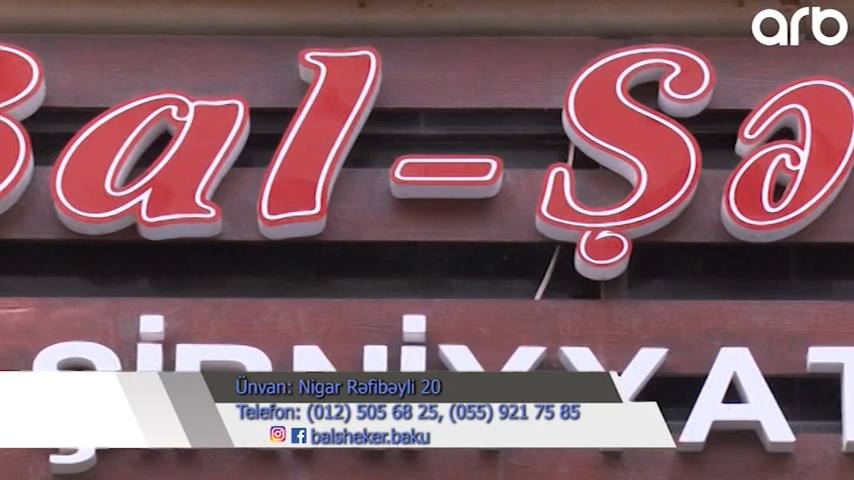 arb
Bal-Şə
ŞİRNİYYAT
Ünvan: Nigar Rəfibəyli 20
Telefon: (012) 505 68 25, (055) 921 75 85
balsheker.baku